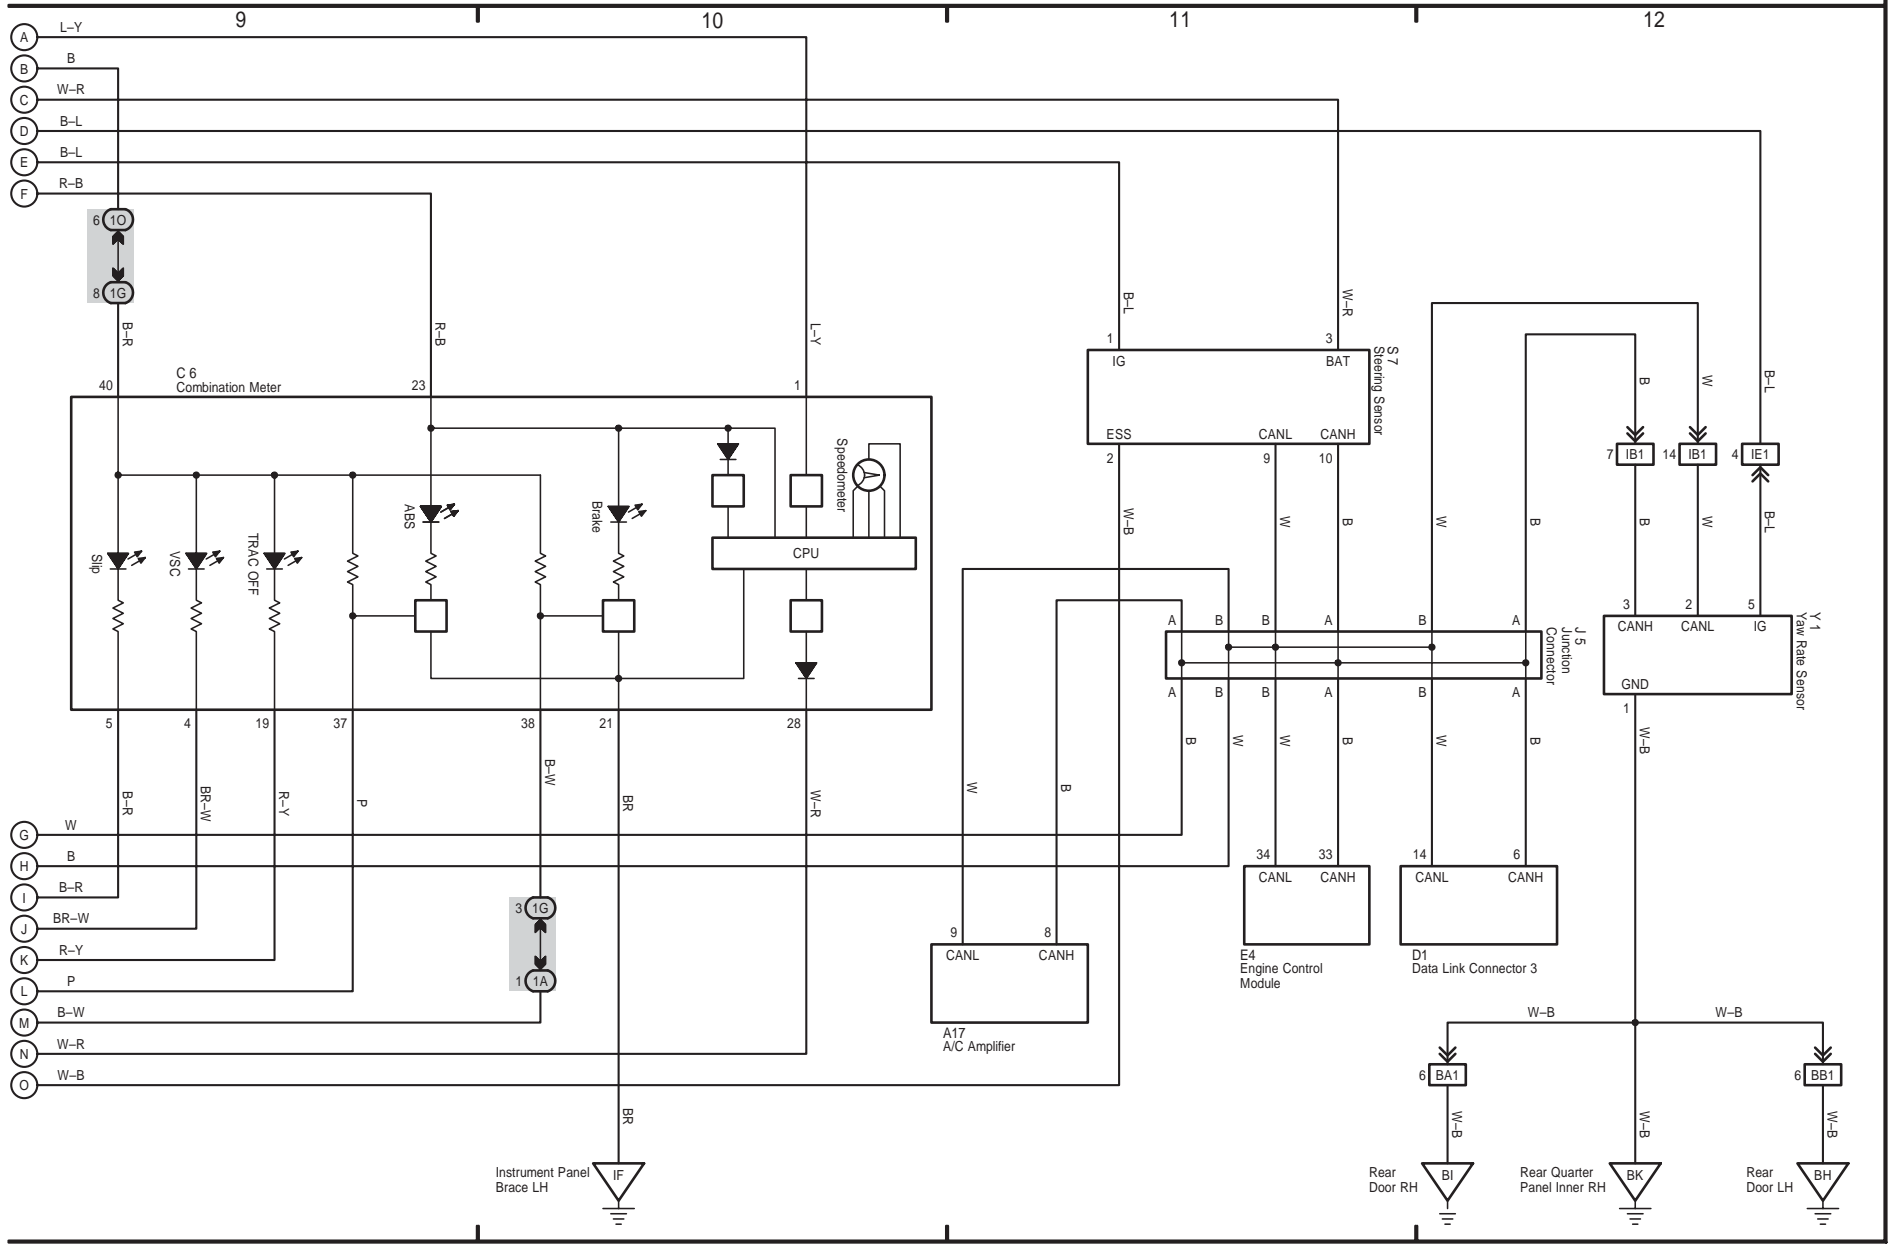 9
10
11
12
A L–Y
B B
C W–R
D B–L
E B–L
F R–B
6 1O
8 1G
B–R
R–B
L–Y
B–L
W–R
1
3
IG
BAT
S 7
Steering Sensor
ESS
CANL
CANH
2
9
10
C 6
Combination Meter
40
23
1
Slip
VSC
TRAC OFF
ABS
Brake
Speedometer
CPU
5
4
19
37
38
21
28
B
W
B–L
7 IB1
14 IB1
4 IE1
W–B
W
B
W
B
B
W
B–L
3
2
5
CANH
CANL
IG
Y 1
Yaw Rate Sensor
GND
1
A
B
B
A
B
A
J 5
Junction
Connector
A
B
B
A
B
A
B
W
W
B
W
B
W–B
B–R
BR–W
R–Y
P
B–W
BR
W–R
W
B
G W
H B
I B–R
J BR–W
K R–Y
L P
M B–W
N W–R
O W–B
3 1G
1 1A
34
33
CANL
CANH
E4
Engine Control
Module
14
6
CANL
CANH
D1
Data Link Connector 3
9
8
CANL
CANH
A17
A/C Amplifier
W–B
W–B
6 BA1
6 BB1
BR
W–B
W–B
W–B
Instrument Panel
Brace LH
IF
Rear
Door RH
BI
Rear Quarter
Panel Inner RH
BK
Rear
Door LH
BH